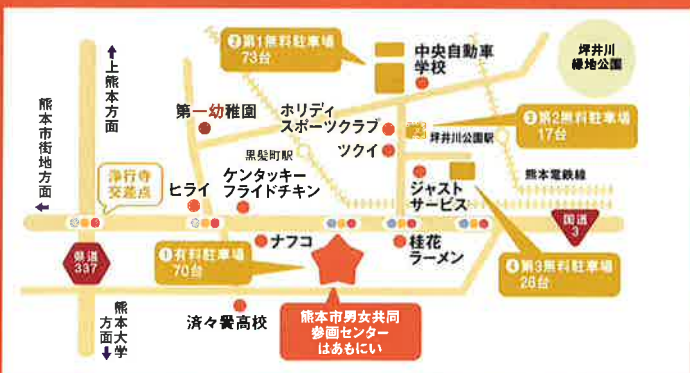 ②第1無料駐車場
73台
中央自動車
学校
坪井川
緑地公園
上熊本方面
熊本市街地方面
第一幼稚園
ホリデイ
スポーツクラブ
ツクイ
坪井川公園駅
③第2無料駐車場
17台
黒髪町駅
浄行寺
交差点
ヒライ
ケンタッキー
フライドチキン
ジャスト
サービス
熊本電鉄線
国道
3
県道
337
①有料駐車場
70台
ナフコ
桂花
ラーメン
④第3無料駐車場
26台
熊本大学
方面
済々黌高校
熊本市男女共同
参画センター
はあもにい